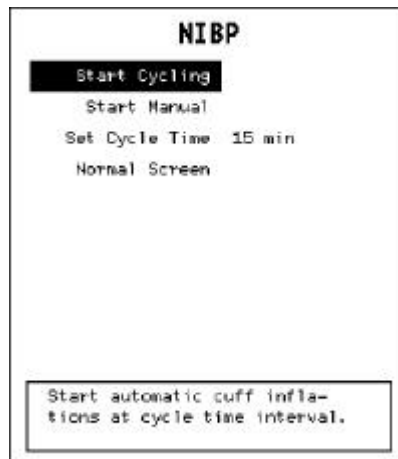 NIBP
Start Cycling
Start Manual
Set Cycle Time 15 min
Normal Screen
Start automatic cuff infla-
tions at cycle time interval.